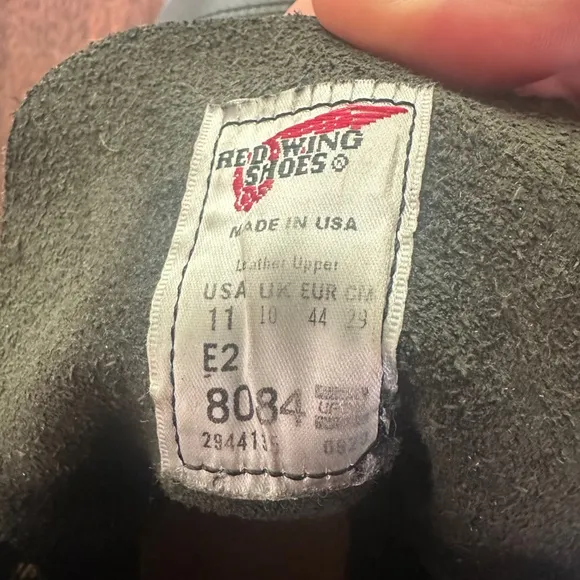 RED WING
SHOES ®
MADE IN USA
Leather Upper
USA UK EUR CM
11 10 44 29
E2
8084